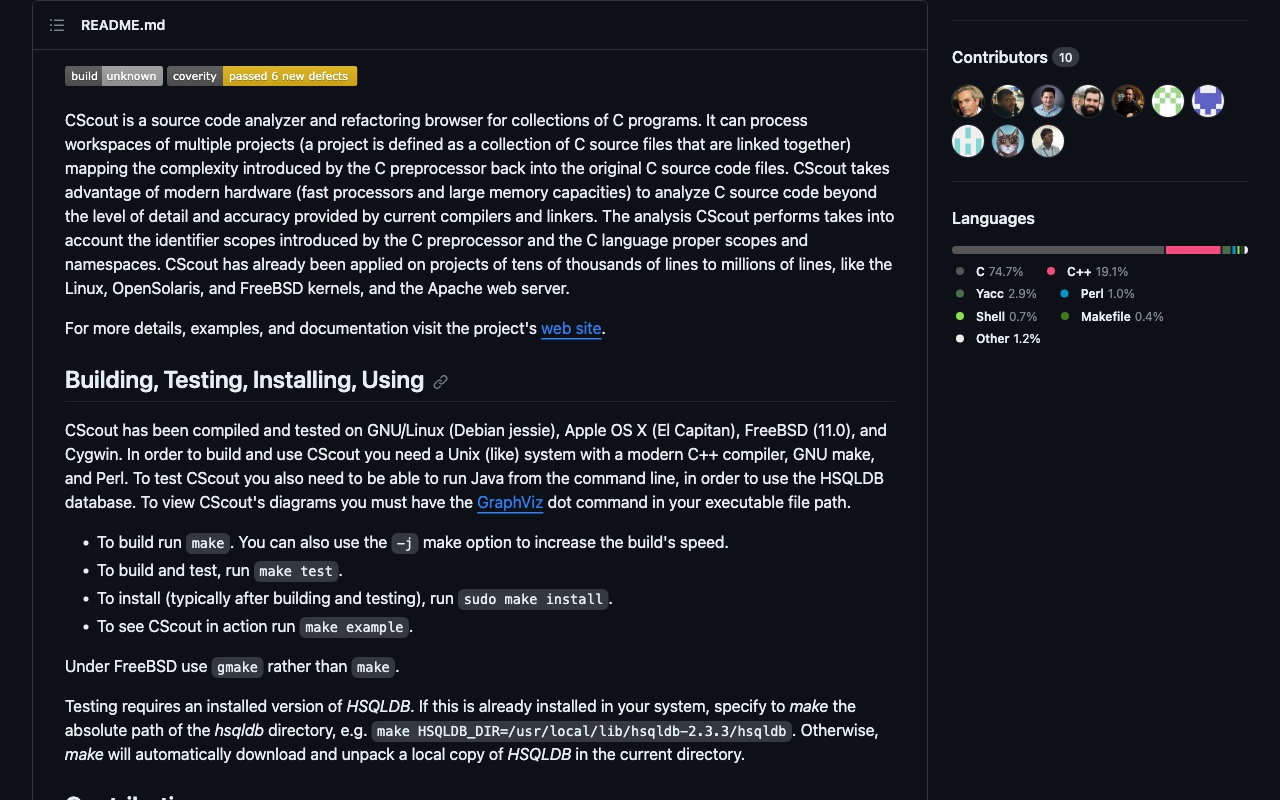 README.md
build unknown coverity passed 6 new defects
CScout is a source code analyzer and refactoring browser for collections of C programs. It can process
workspaces of multiple projects (a project is defined as a collection of C source files that are linked together)
mapping the complexity introduced by the C preprocessor back into the original C source code files. CScout takes
advantage of modern hardware (fast processors and large memory capacities) to analyze C source code beyond
the level of detail and accuracy provided by current compilers and linkers. The analysis CScout performs takes into
account the identifier scopes introduced by the C preprocessor and the C language proper scopes and
namespaces. CScout has already been applied on projects of tens of thousands of lines to millions of lines, like the
Linux, OpenSolaris, and FreeBSD kernels, and the Apache web server.
For more details, examples, and documentation visit the project's web site.
Building, Testing, Installing, Using
CScout has been compiled and tested on GNU/Linux (Debian jessie), Apple OS X (El Capitan), FreeBSD (11.0), and
Cygwin. In order to build and use CScout you need a Unix (like) system with a modern C++ compiler, GNU make,
and Perl. To test CScout you also need to be able to run Java from the command line, in order to use the HSQLDB
database. To view CScout's diagrams you must have the GraphViz dot command in your executable file path.
• To build run make. You can also use the -j make option to increase the build's speed.
• To build and test, run make test.
• To install (typically after building and testing), run sudo make install.
• To see CScout in action run make example.
Under FreeBSD use gmake rather than make.
Testing requires an installed version of HSQLDB. If this is already installed in your system, specify to make the
absolute path of the hsqldb directory, e.g. make HSQLDB_DIR=/usr/local/lib/hsqldb-2.3.3/hsqldb. Otherwise,
make will automatically download and unpack a local copy of HSQLDB in the current directory.
Contributors 10
Languages
C 74.7% C++ 19.1%
Yacc 2.9% Perl 1.0%
Shell 0.7% Makefile 0.4%
Other 1.2%